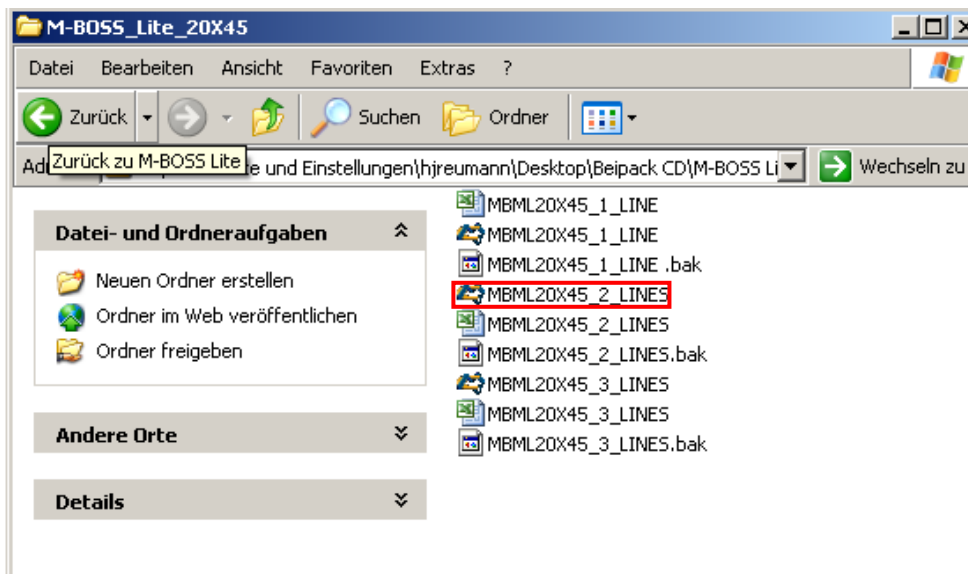 M-BOSS_Lite_20X45
Datei Bearbeiten Ansicht Favoriten Extras ?
Zurück Suchen Ordner
Zurück zu M-BOSS Lite
e und Einstellungen\hjreumann\Desktop\Beipack CD\M-BOSS Li Wechseln zu
Datei- und Ordneraufgaben
Neuen Ordner erstellen
Ordner im Web veröffentlichen
Ordner freigeben
Andere Orte
Details
MBML20X45_1_LINE
MBML20X45_1_LINE
MBML20X45_1_LINE .bak
MBML20X45_2_LINES
MBML20X45_2_LINES
MBML20X45_2_LINES.bak
MBML20X45_3_LINES
MBML20X45_3_LINES
MBML20X45_3_LINES.bak